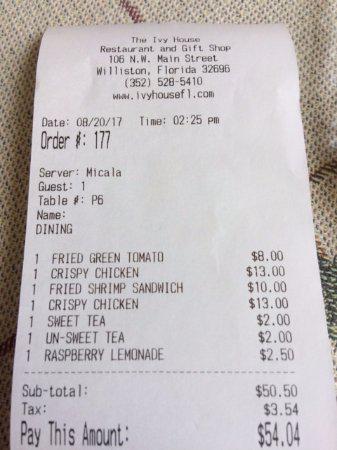 The Ivy House
Restaurant and Gift Shop
106 N.W. Main Street
Williston, Florida 32696
(352) 528-5410
www.ivyhousefl.com
Date: 08/20/17 Time: 02:25 pm
Order #: 177
Server: Micala
Guest: 1
Table #: P6
Name:
DINING
1 FRIED GREEN TOMATO $8.00
1 CRISPY CHICKEN $13.00
1 FRIED SHRIMP SANDWICH $10.00
1 CRISPY CHICKEN $13.00
1 SWEET TEA $2.00
1 UN-SWEET TEA $2.00
1 RASPBERRY LEMONADE $2.50
Sub-total: $50.50
Tax: $3.54
Pay This Amount: $54.04